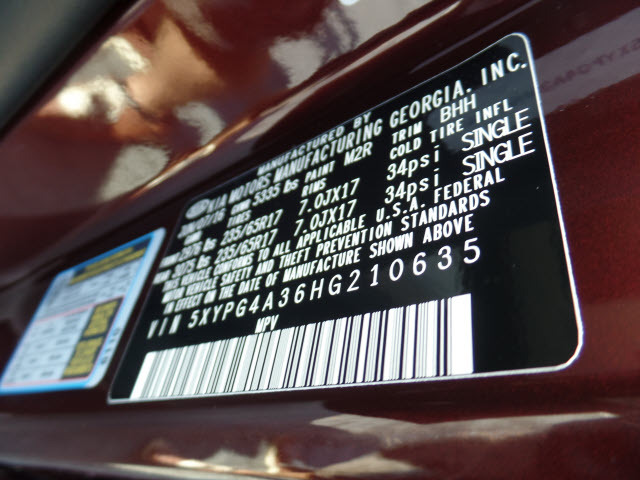 MANUFACTURED BY
KIA MOTORS MANUFACTURING GEORGIA, INC.
5335 lbs PAINT M2R TRIM BHH
RIMS COLD TIRE INFL
lbs 235/65R17 7.0JX17 34psi SINGLE
lbs 235/65R17 7.0JX17 34psi SINGLE
THIS VEHICLE CONFORMS TO ALL APPLICABLE U.S.A. FEDERAL
MOTOR VEHICLE SAFETY AND THEFT PREVENTION STANDARDS
IN EFFECT ON THE DATE OF MANUFACTURE SHOWN ABOVE
VIN 5XYPG4A36HG210635
MPV